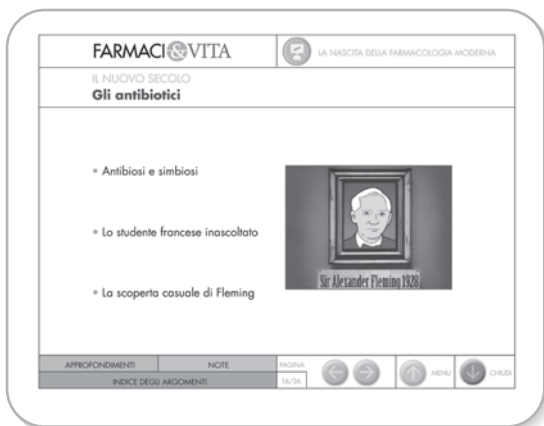 FARMACI&VITA
LA NASCITA DELLA FARMACOLOGIA MODERNA
IL NUOVO SECOLO
Gli antibiotici
• Antibiosi e simbiosi
• Lo studente francese inascoltato
• La scoperta casuale di Fleming
Sir Alexander Fleming 1928
APPROFONDIMENTI
NOTE
PAGINA
INDICE DEGLI ARGOMENTI
16/36
MENU
CHIUDI